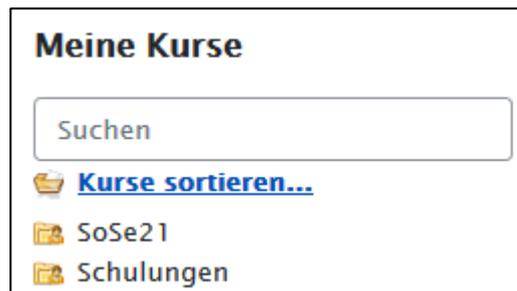 Meine Kurse
Suchen
Kurse sortieren...
SoSe21
Schulungen